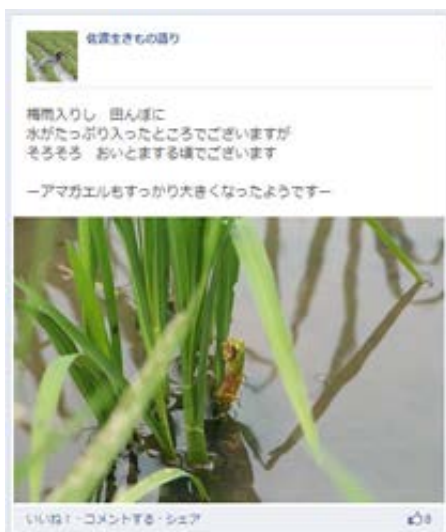 佐渡生きもの語り
梅雨入りし 田んぼに
水がたっぷり入ったところでございますが
そろそろ おいとまする頃でございます
ーアマガエルもすっかり大きくなったようですー
いいね！・コメントする・シェア